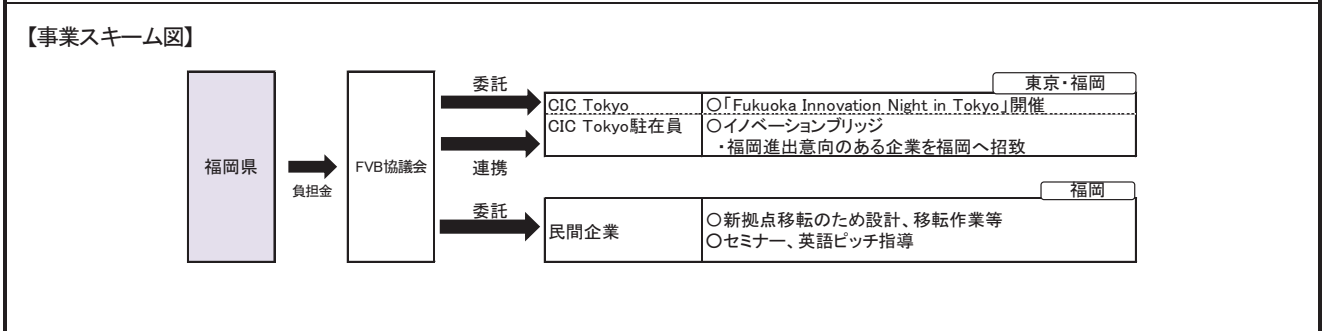 【事業スキーム図】
福岡県
負担金
FVB協議会
委託
連携
委託
東京・福岡
CIC Tokyo
○「Fukuoka Innovation Night in Tokyo」開催
CIC Tokyo駐在員
○イノベーションブリッジ
・福岡進出意向のある企業を福岡へ招致
福岡
民間企業
○新拠点移転のため設計、移転作業等
○セミナー、英語ピッチ指導